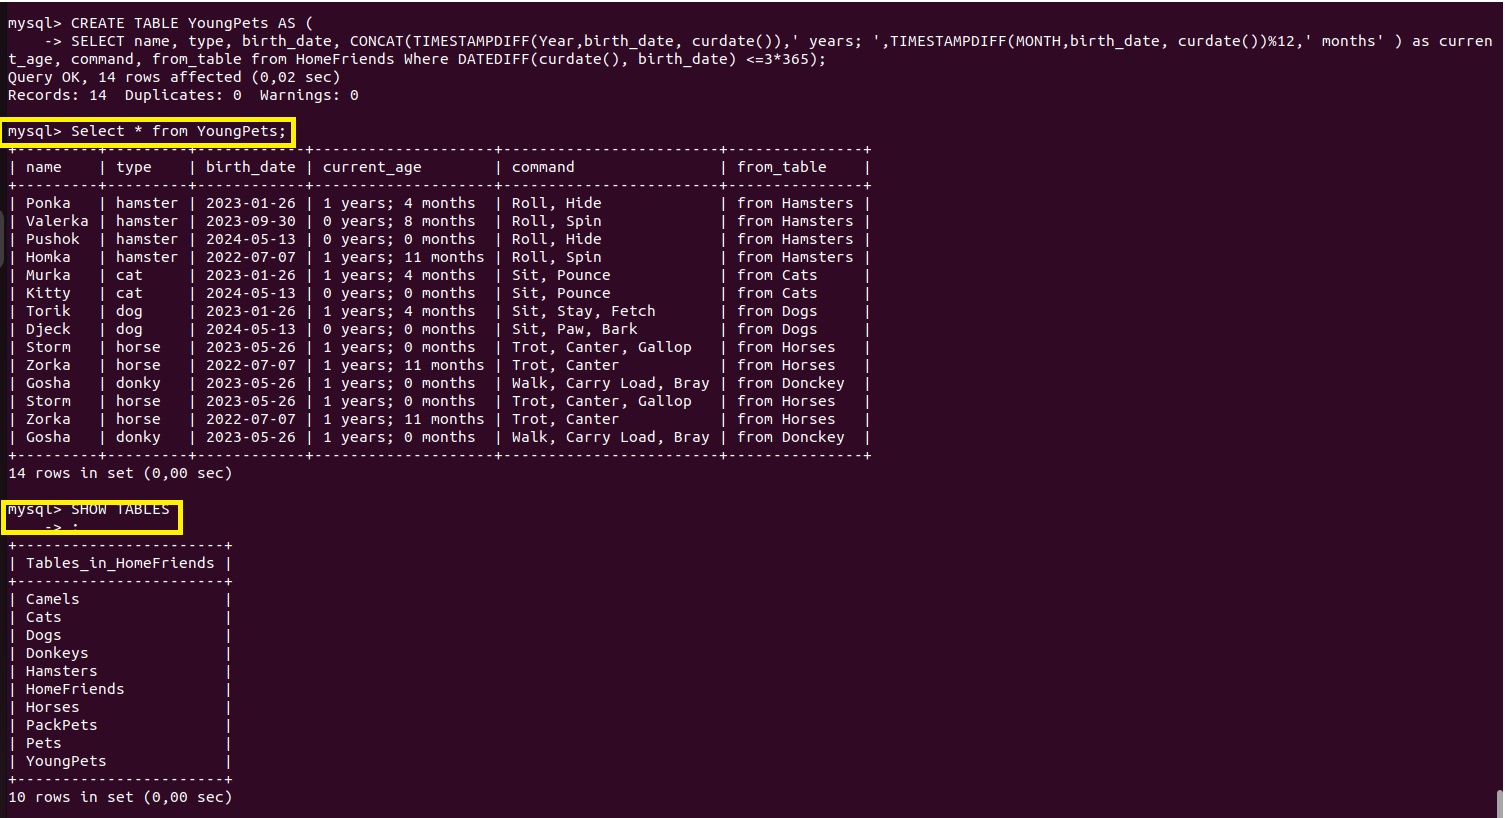 mysql> CREATE TABLE YoungPets AS (
    -> SELECT name, type, birth_date, CONCAT(TIMESTAMPDIFF(Year,birth_date, curdate()),' years; ',TIMESTAMPDIFF(MONTH,birth_date, curdate())%12,' months' ) as curren
t_age, command, from_table from HomeFriends Where DATEDIFF(curdate(), birth_date) <=3*365);
Query OK, 14 rows affected (0,02 sec)
Records: 14  Duplicates: 0  Warnings: 0

mysql> Select * from YoungPets;
+---------+---------+------------+--------------------+------------------------+---------------+
| name    | type    | birth_date | current_age        | command                | from_table    |
+---------+---------+------------+--------------------+------------------------+---------------+
| Ponka   | hamster | 2023-01-26 | 1 years; 4 months  | Roll, Hide             | from Hamsters |
| Valerka | hamster | 2023-09-30 | 0 years; 8 months  | Roll, Spin             | from Hamsters |
| Pushok  | hamster | 2024-05-13 | 0 years; 0 months  | Roll, Hide             | from Hamsters |
| Homka   | hamster | 2022-07-07 | 1 years; 11 months | Roll, Spin             | from Hamsters |
| Murka   | cat     | 2023-01-26 | 1 years; 4 months  | Sit, Pounce            | from Cats     |
| Kitty   | cat     | 2024-05-13 | 0 years; 0 months  | Sit, Pounce            | from Cats     |
| Torik   | dog     | 2023-01-26 | 1 years; 4 months  | Sit, Stay, Fetch       | from Dogs     |
| Djeck   | dog     | 2024-05-13 | 0 years; 0 months  | Sit, Paw, Bark         | from Dogs     |
| Storm   | horse   | 2023-05-26 | 1 years; 0 months  | Trot, Canter, Gallop   | from Horses   |
| Zorka   | horse   | 2022-07-07 | 1 years; 11 months | Trot, Canter           | from Horses   |
| Gosha   | donky   | 2023-05-26 | 1 years; 0 months  | Walk, Carry Load, Bray | from Donckey  |
| Storm   | horse   | 2023-05-26 | 1 years; 0 months  | Trot, Canter, Gallop   | from Horses   |
| Zorka   | horse   | 2022-07-07 | 1 years; 11 months | Trot, Canter           | from Horses   |
| Gosha   | donky   | 2023-05-26 | 1 years; 0 months  | Walk, Carry Load, Bray | from Donckey  |
+---------+---------+------------+--------------------+------------------------+---------------+
14 rows in set (0,00 sec)

mysql> SHOW TABLES
    -> ;
+------------------------+
| Tables_in_HomeFriends |
+------------------------+
| Camels                 |
| Cats                   |
| Dogs                   |
| Donkeys                |
| Hamsters               |
| HomeFriends            |
| Horses                 |
| PackPets               |
| Pets                   |
| YoungPets              |
+------------------------+
10 rows in set (0,00 sec)